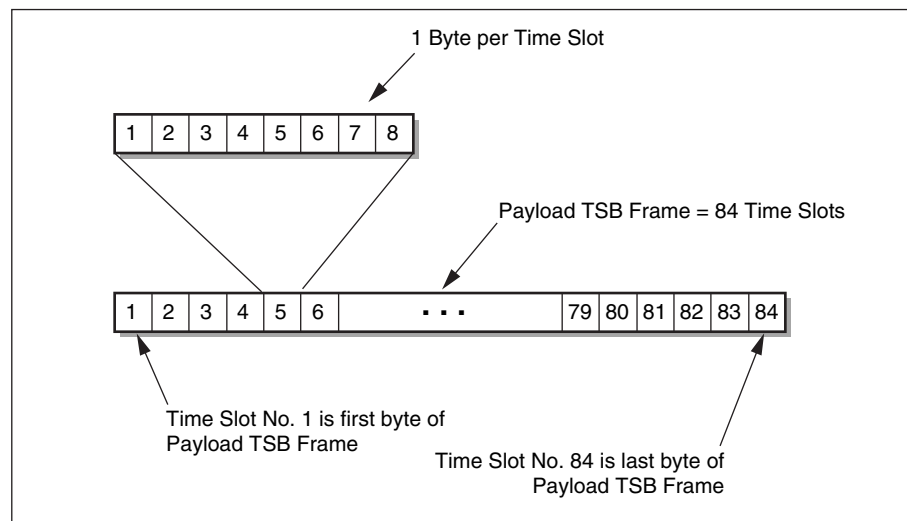 1 Byte per Time Slot
1 2 3 4 5 6 7 8
Payload TSB Frame = 84 Time Slots
1 2 3 4 5 6 ... 79 80 81 82 83 84
Time Slot No. 1 is first byte of
Payload TSB Frame
Time Slot No. 84 is last byte of
Payload TSB Frame